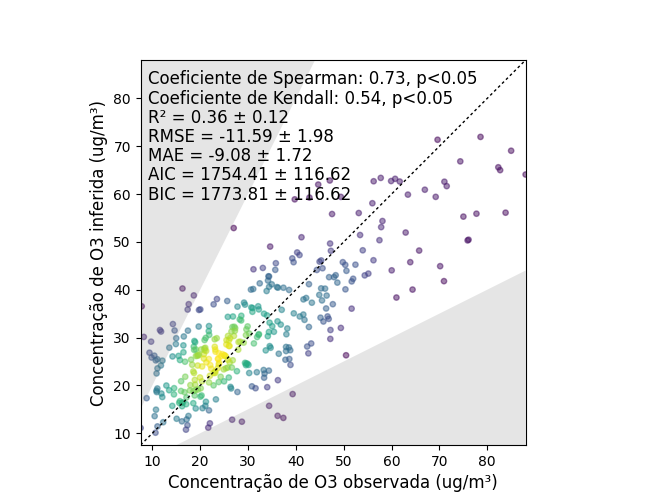 Coeficiente de Spearman: 0.73, p<0.05
Coeficiente de Kendall: 0.54, p<0.05
R² = 0.36 ± 0.12
RMSE = -11.59 ± 1.98
MAE = -9.08 ± 1.72
AIC = 1754.41 ± 116.62
BIC = 1773.81 ± 116.62
Concentração de O3 inferida (ug/m³)
80
70
60
50
40
30
20
10
10 20 30 40 50 60 70 80
Concentração de O3 observada (ug/m³)